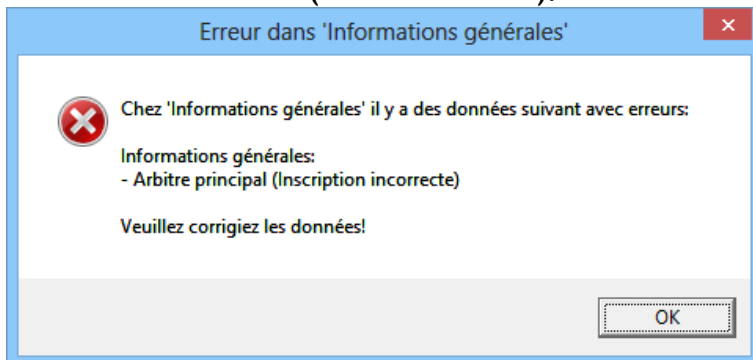 Erreur dans 'Informations générales'
Chez 'Informations générales' il y a des données suivant avec erreurs:
Informations générales:
- Arbitre principal (Inscription incorrecte)
Veuillez corrigiez les données!
OK